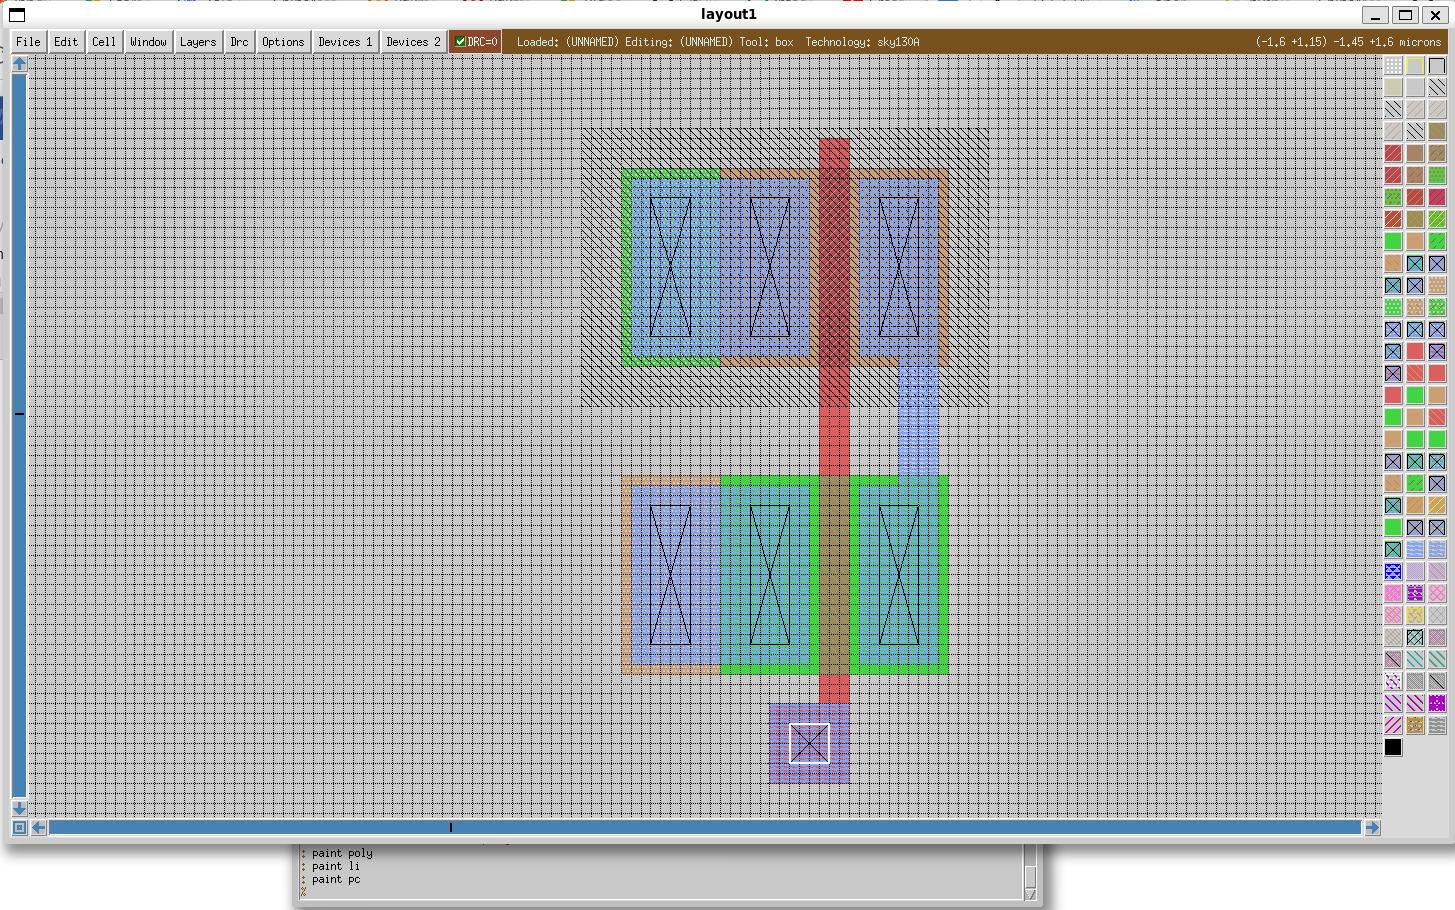 layout1
File Edit Cell Window Layers Drc Options Devices 1 Devices 2 DRC=0 Loaded: (UNNAMED) Editing: (UNNAMED) Tool: box Technology: sky130A (-1.6 +1.15) -1.45 +1.6 microns
: paint poly
: paint li
: paint pc
%